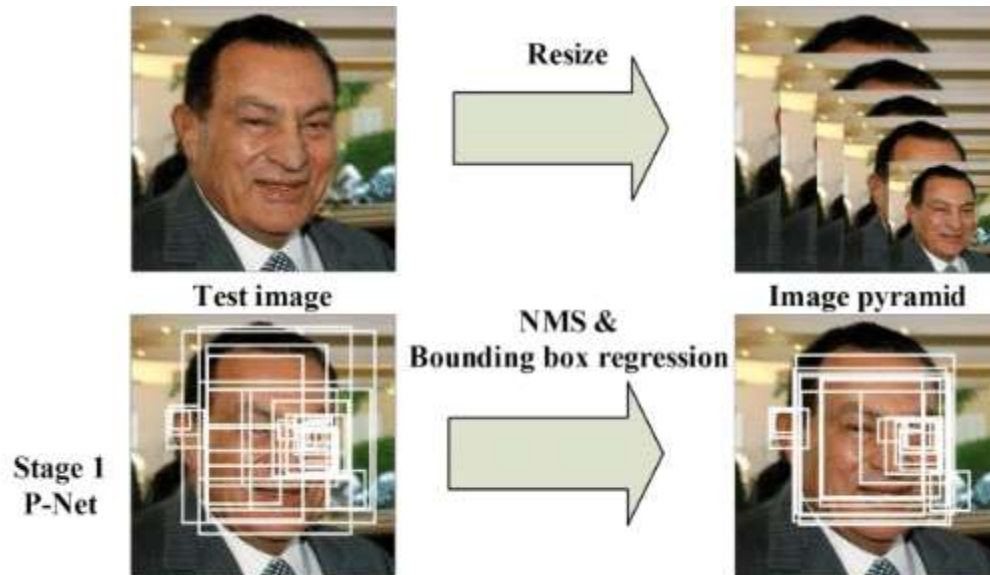 Resize
Test image
Image pyramid
NMS &
Bounding box regression
Stage 1
P-Net